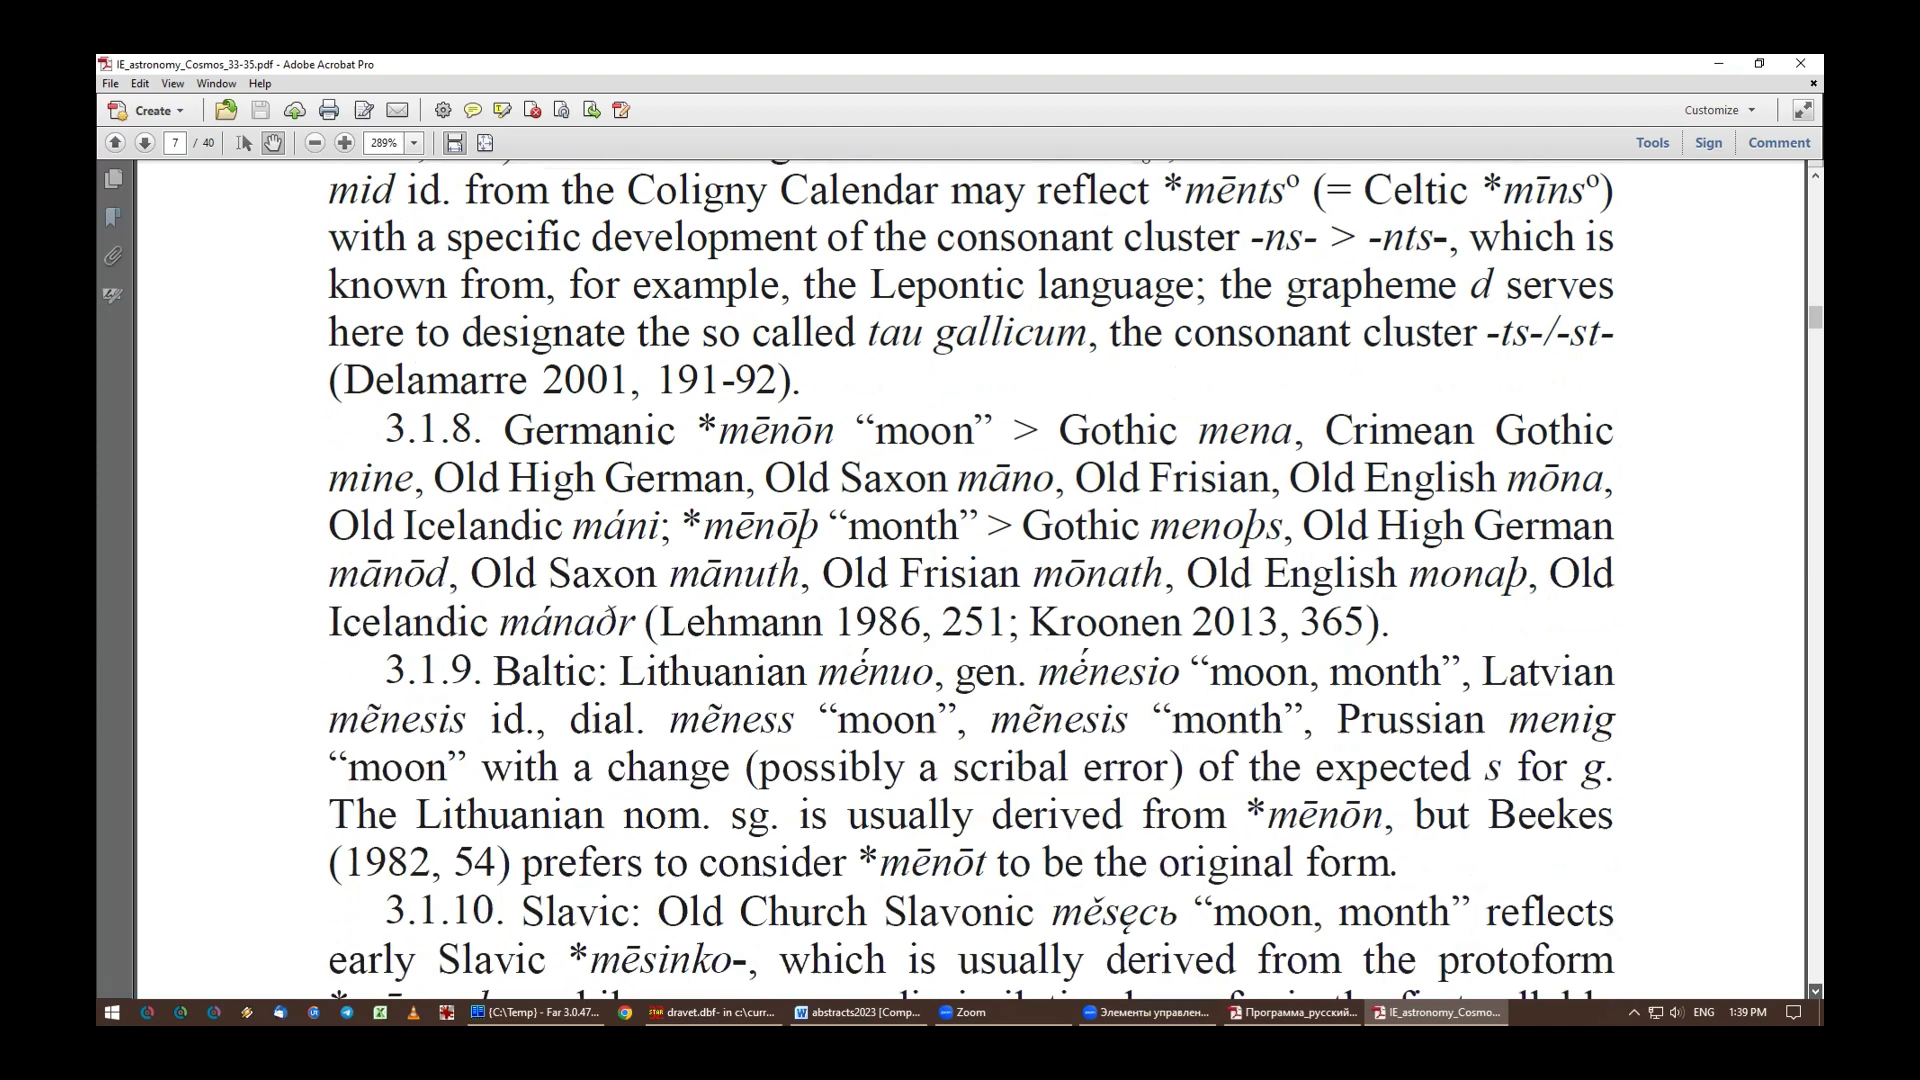 IE_astronomy_Cosmos_33-35.pdf - Adobe Acrobat Pro
File Edit View Window Help
Create Customize
7 / 40 289% Tools Sign Comment
mid id. from the Coligny Calendar may reflect *mēntsº (= Celtic *mīnsº)
with a specific development of the consonant cluster -ns- > -nts-, which is
known from, for example, the Lepontic language; the grapheme d serves
here to designate the so called tau gallicum, the consonant cluster -ts-/-st-
(Delamarre 2001, 191-92).
3.1.8. Germanic *mēnōn “moon” > Gothic mena, Crimean Gothic
mine, Old High German, Old Saxon māno, Old Frisian, Old English mōna,
Old Icelandic máni; *mēnōþ “month” > Gothic menoþs, Old High German
mānōd, Old Saxon mānuth, Old Frisian mōnath, Old English monaþ, Old
Icelandic mánaðr (Lehmann 1986, 251; Kroonen 2013, 365).
3.1.9. Baltic: Lithuanian mė́nuo, gen. mė́nesio “moon, month”, Latvian
mẽnesis id., dial. mẽness “moon”, mẽnesis “month”, Prussian menig
“moon” with a change (possibly a scribal error) of the expected s for g.
The Lithuanian nom. sg. is usually derived from *mēnōn, but Beekes
(1982, 54) prefers to consider *mēnōt to be the original form.
3.1.10. Slavic: Old Church Slavonic měsęcь “moon, month” reflects
early Slavic *mēsinko-, which is usually derived from the protoform
{C:\Temp} - Far 3.0.47... dravet.dbf- in c:\curr... abstracts2023 [Comp... Zoom Элементы управлен... Программа_русский... IE_astronomy_Cosmo... ENG 1:39 PM